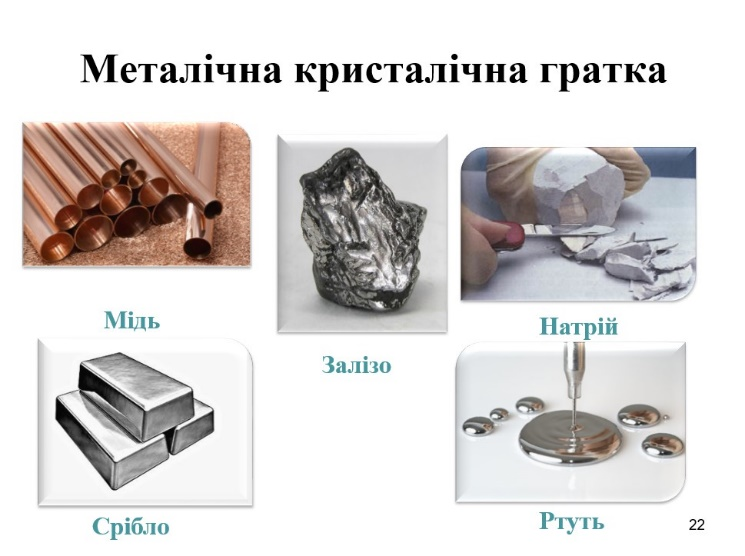 Металічна кристалічна гратка
Мідь
Залізо
Натрій
Срібло
Ртуть
22